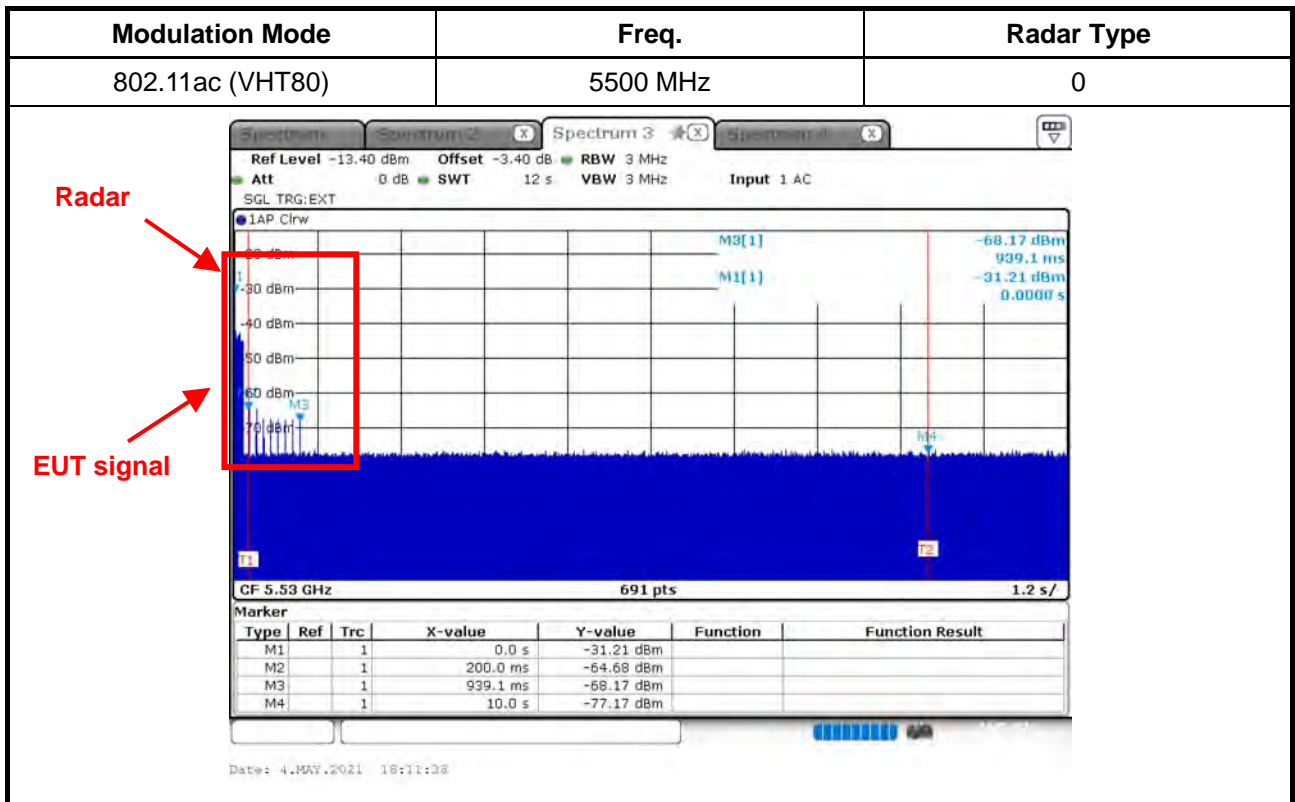 Modulation Mode Freq. Radar Type
802.11ac (VHT80) 5500 MHz 0
Spectrum 3
Ref Level -13.40 dBm Offset -3.40 dB RBW 3 MHz
Att 0 dB SWT 12 s VBW 3 MHz Input 1 AC
SGL TRG:EXT
1AP Clrw
Radar
EUT signal
M3[1] -68.17 dBm
939.1 ms
M1[1] -31.21 dBm
0.0000 s
-30 dBm
-40 dBm
M3
M4
T1
T2
CF 5.53 GHz 691 pts 1.2 s/
Marker
Type Ref Trc X-value Y-value Function Function Result
M1 1 0.0 s -31.21 dBm
M2 1 200.0 ms -64.68 dBm
M3 1 939.1 ms -68.17 dBm
M4 1 10.0 s -77.17 dBm
Date: 4.MAY.2021 18:11:38